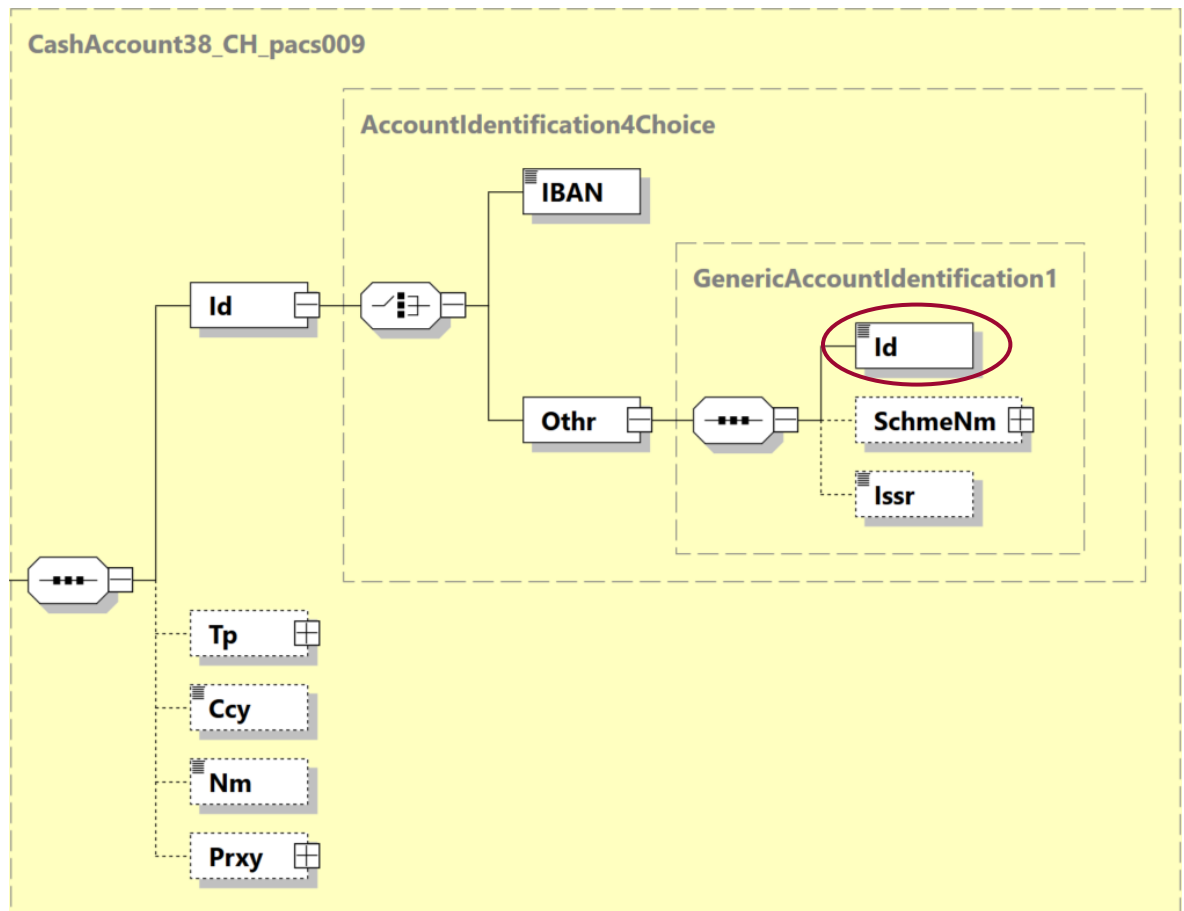 CashAccount38_CH_pacs009
AccountIdentification4Choice
IBAN
GenericAccountIdentification1
Id
Id
Othr
SchmeNm
Issr
Tp
Ccy
Nm
Prxy